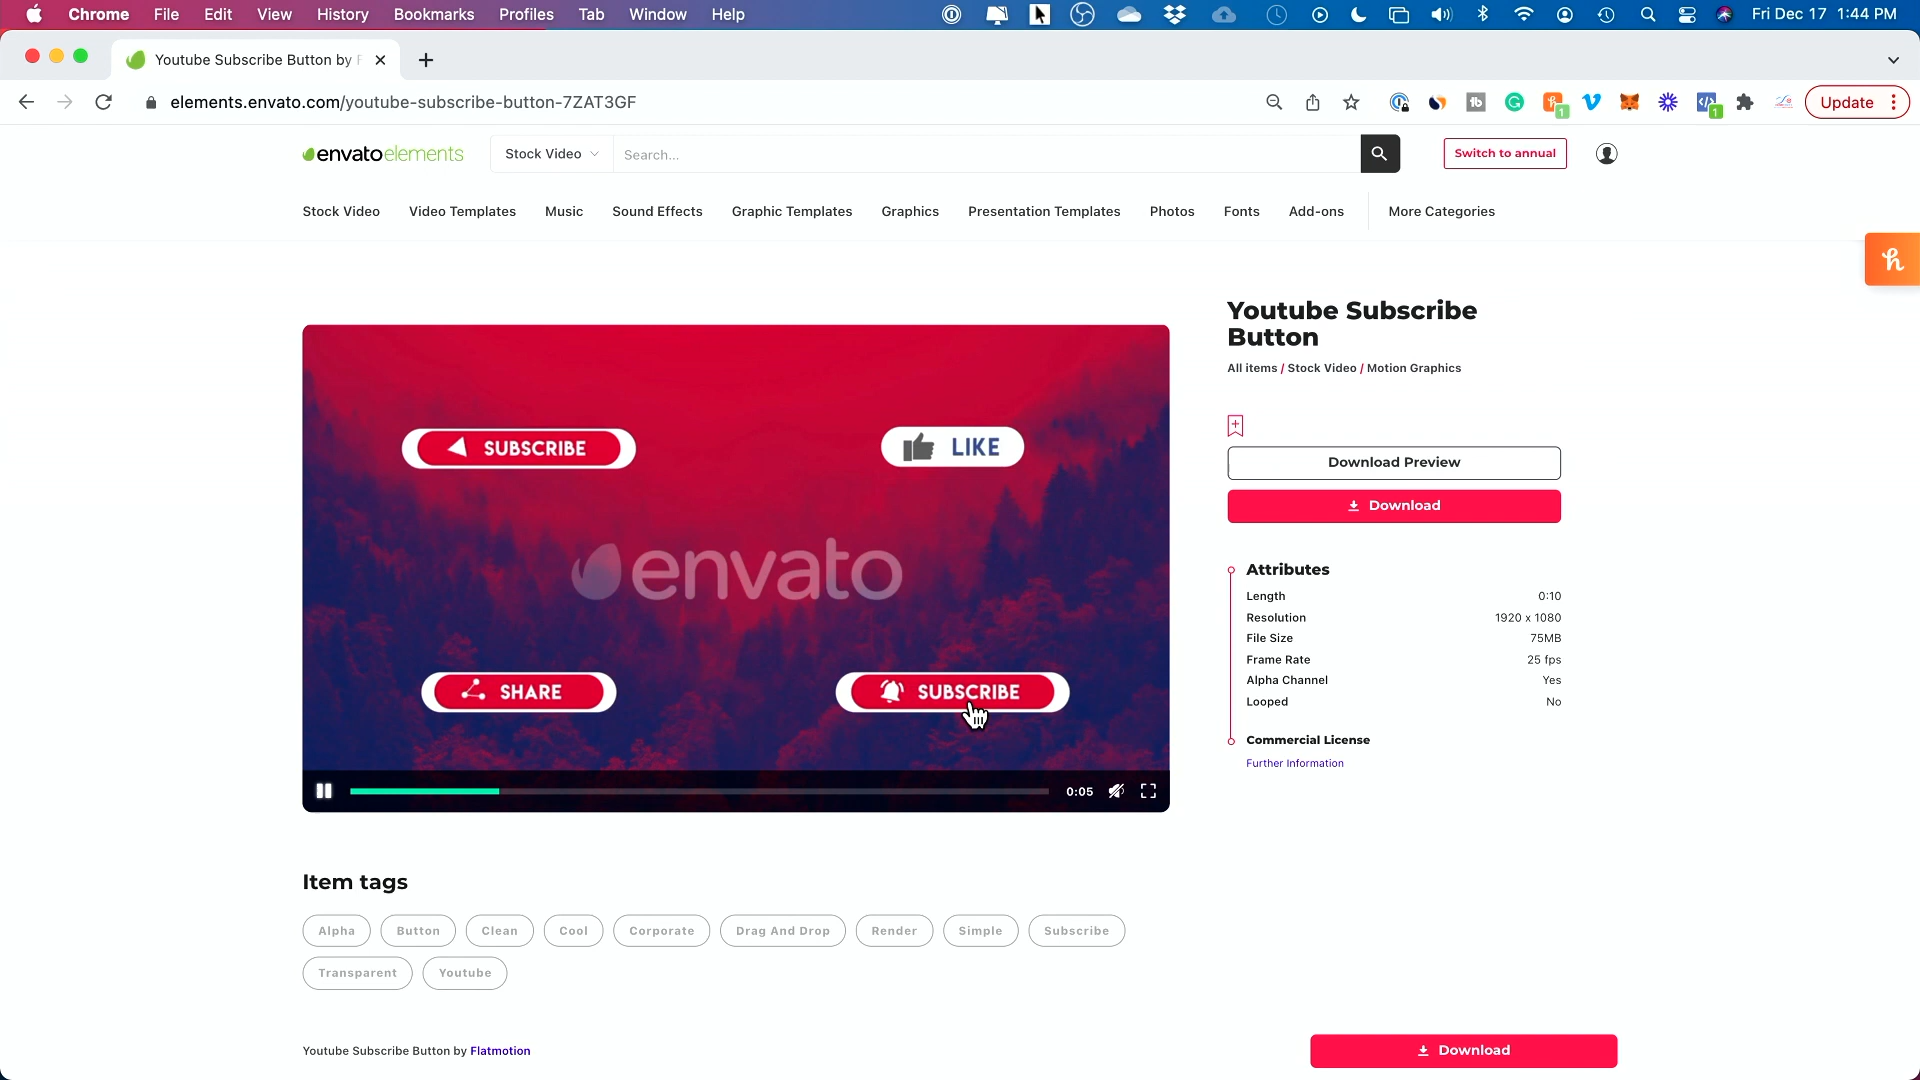 Chrome File Edit View History Bookmarks Profiles Tab Window Help Fri Dec 17 1:44 PM
Youtube Subscribe Button by F
elements.envato.com/youtube-subscribe-button-7ZAT3GF
1
1
Update
envatoelements
Stock Video
Search...
Switch to annual
Stock Video Video Templates Music Sound Effects Graphic Templates Graphics Presentation Templates Photos Fonts Add-ons More Categories
Youtube Subscribe
Button
All items / Stock Video / Motion Graphics
SUBSCRIBE
LIKE
Download Preview
Download
envato
Attributes
Length 0:10
Resolution 1920 x 1080
File Size 75MB
Frame Rate 25 fps
Alpha Channel Yes
Looped No
SHARE
SUBSCRIBE
Commercial License
Further Information
0:05
Item tags
Alpha Button Clean Cool Corporate Drag And Drop Render Simple Subscribe
Transparent Youtube
Youtube Subscribe Button by Flatmotion
Download